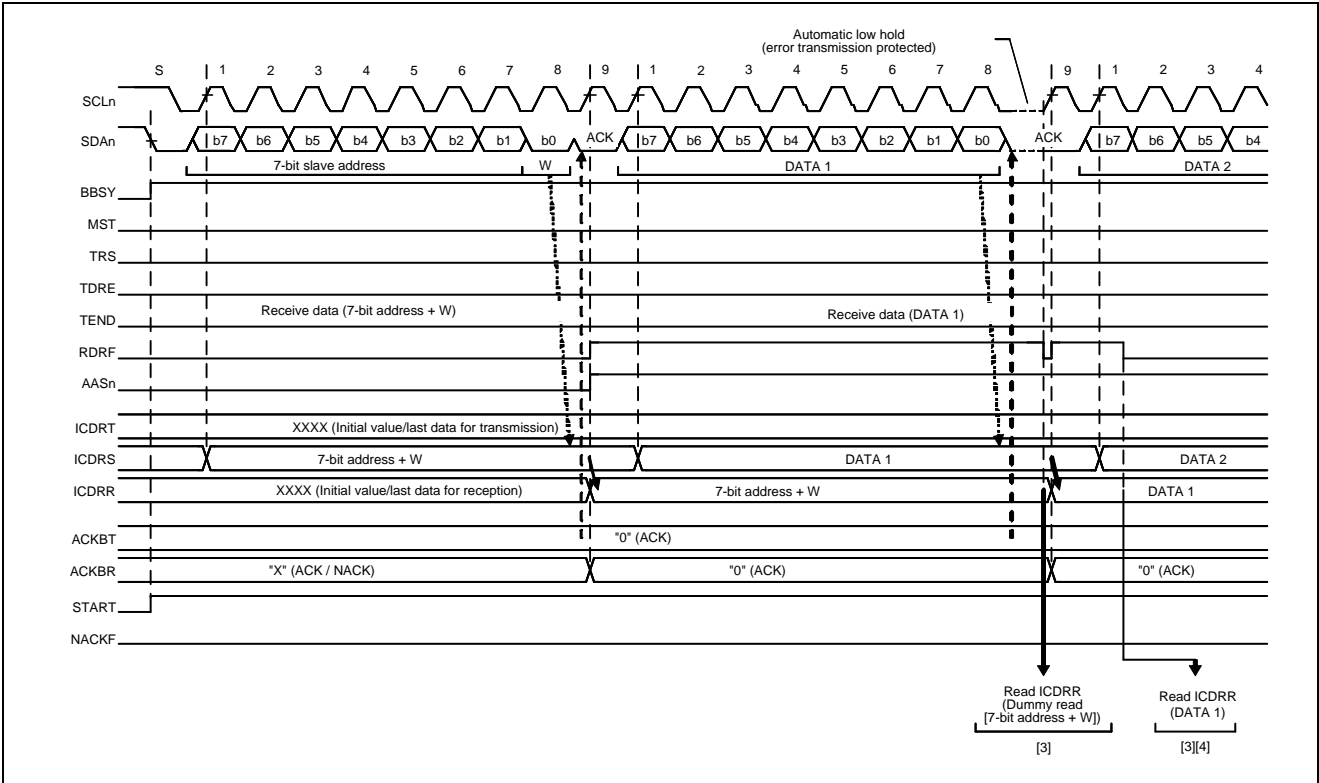 Automatic low hold
(error transmission protected)
S 1 2 3 4 5 6 7 8 9 1 2 3 4 5 6 7 8 9 1 2 3 4
SCLn
SDAn b7 b6 b5 b4 b3 b2 b1 b0 ACK b7 b6 b5 b4 b3 b2 b1 b0 ACK b7 b6 b5 b4
7-bit slave address W DATA 1 DATA 2
BBSY
MST
TRS
TDRE
Receive data (7-bit address + W) Receive data (DATA 1)
TEND
RDRF
AASn
ICDRT XXXX (Initial value/last data for transmission)
ICDRS 7-bit address + W DATA 1 DATA 2
ICDRR XXXX (Initial value/last data for reception) 7-bit address + W DATA 1
ACKBT "0" (ACK)
ACKBR "X" (ACK / NACK) "0" (ACK) "0" (ACK)
START
NACKF
Read ICDRR
(Dummy read
[7-bit address + W])
[3]
Read ICDRR
(DATA 1)
[3][4]